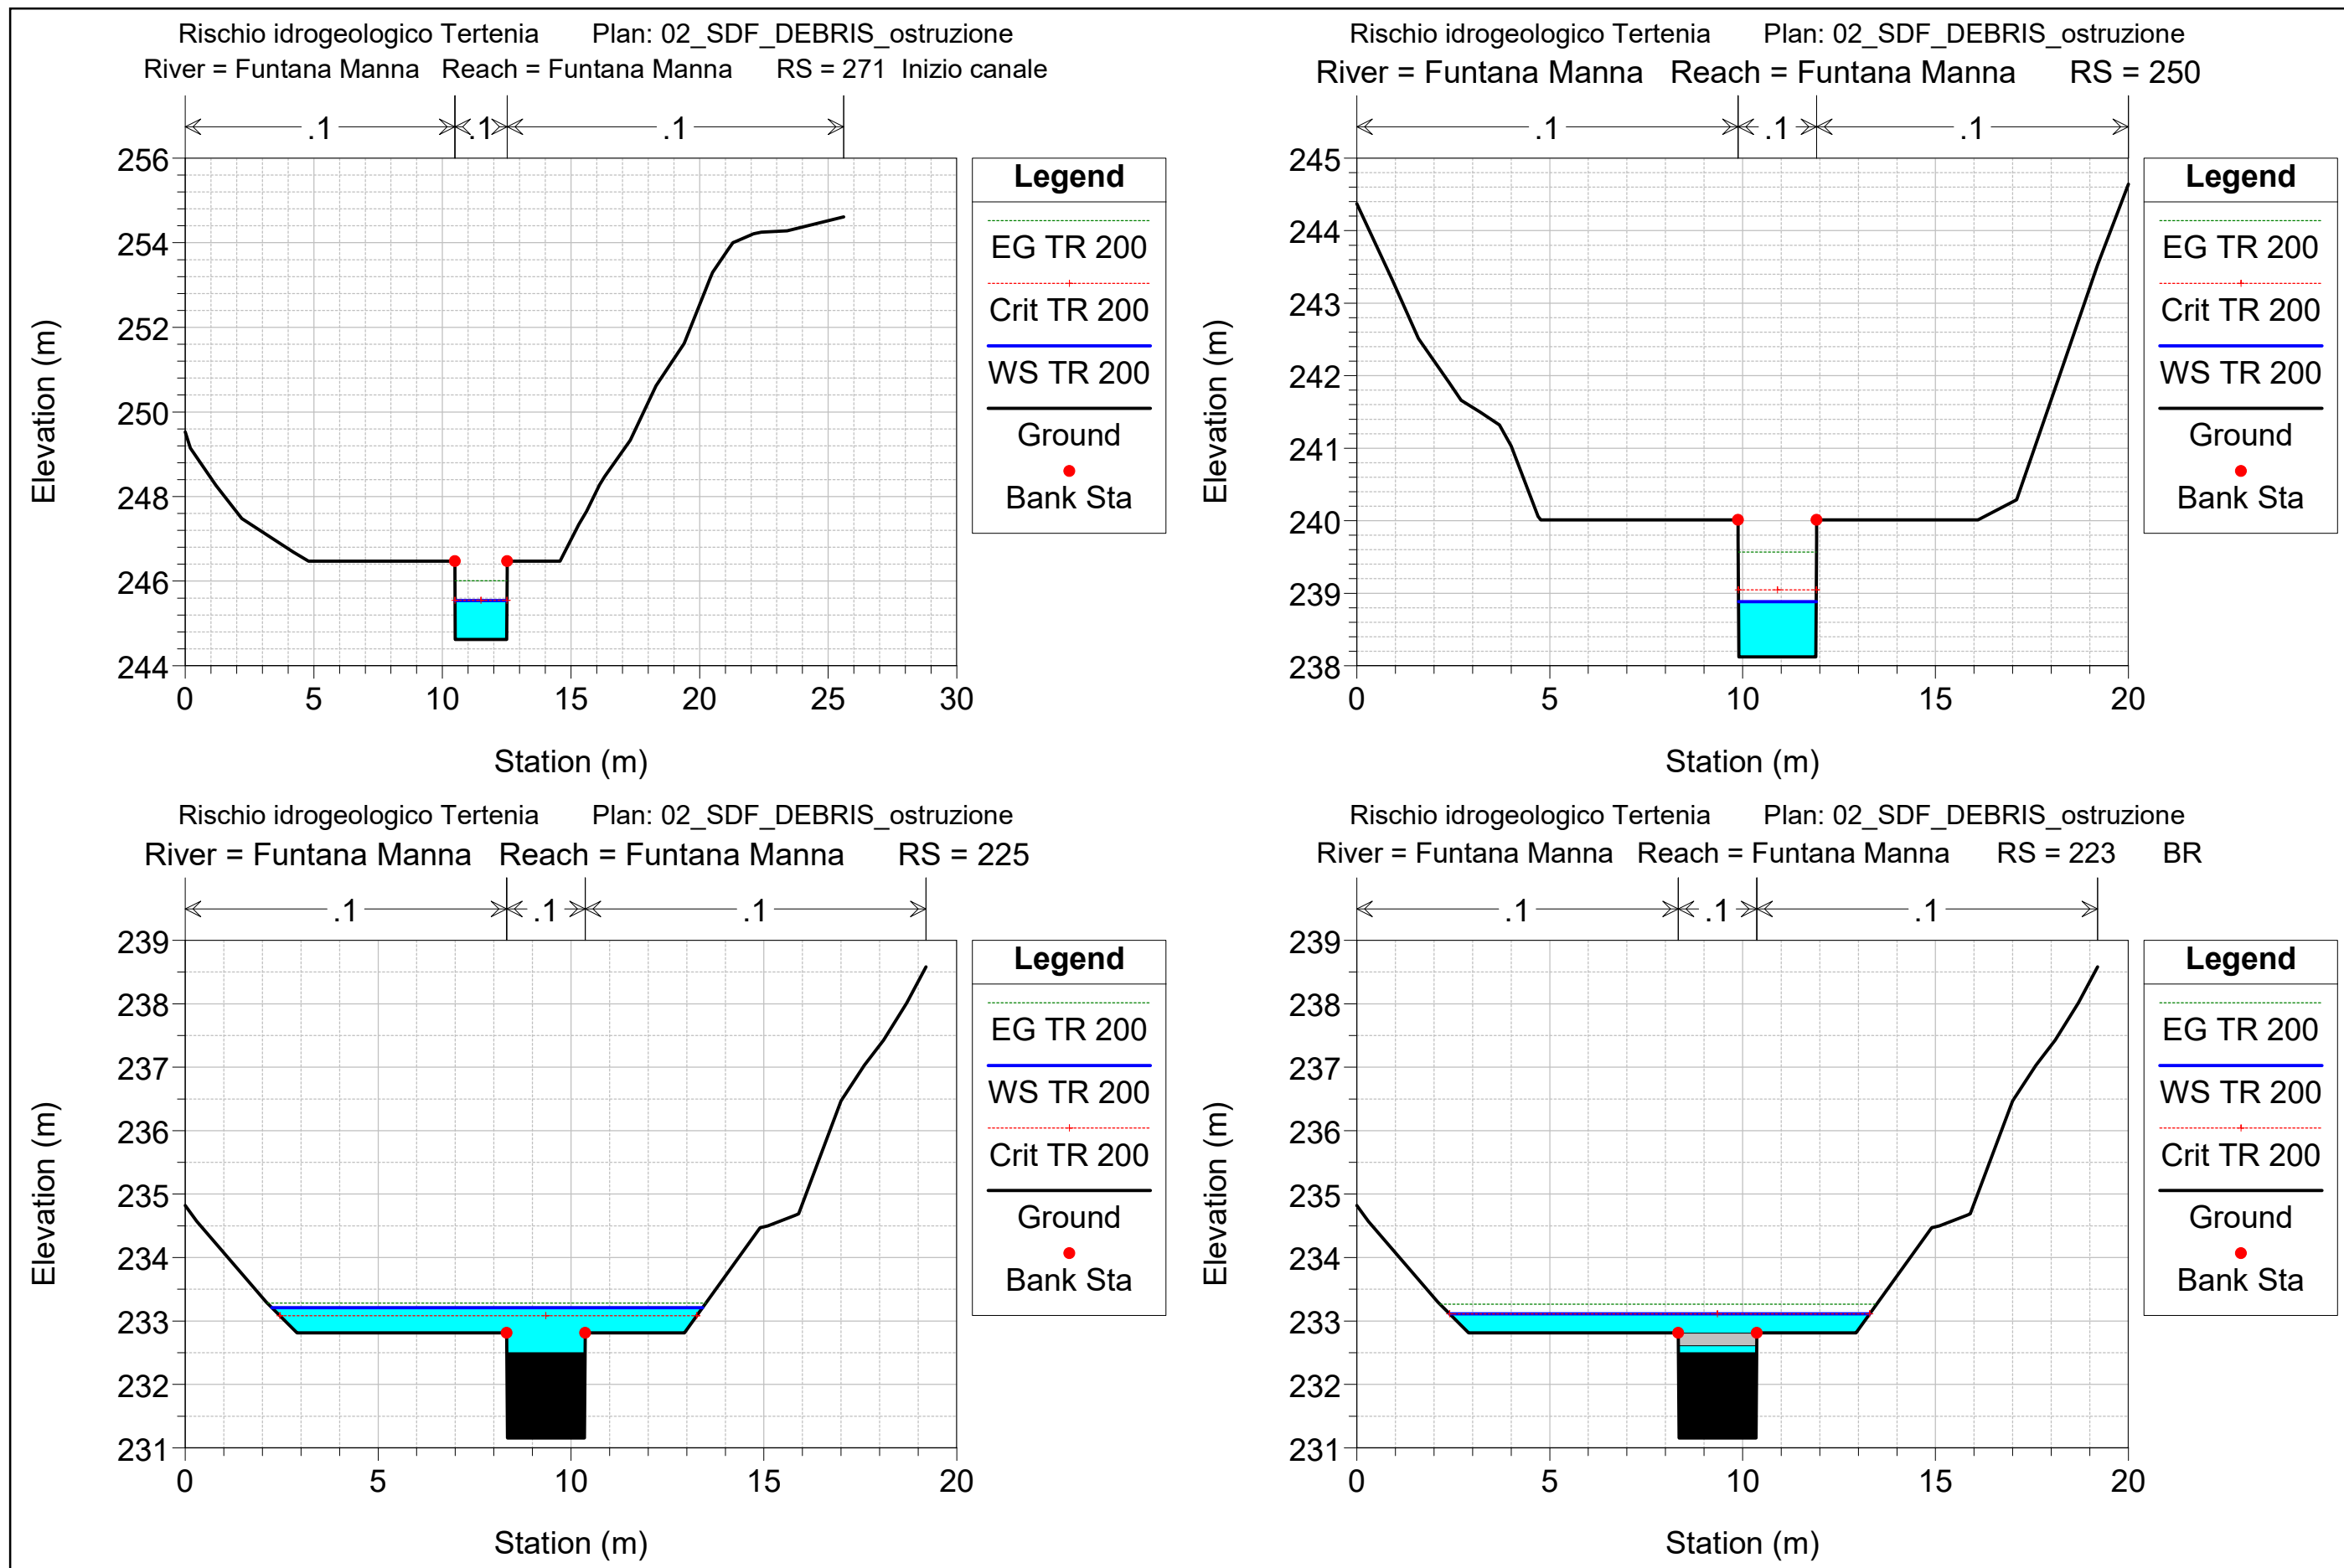 Rischio idrogeologico Tertenia Plan: 02_SDF_DEBRIS_ostruzione
River = Funtana Manna Reach = Funtana Manna RS = 271 Inizio canale
.1 .1 .1
256
254
252
250
248
246
244
0 5 10 15 20 25 30
Elevation (m)
Station (m)
Legend
EG TR 200
Crit TR 200
WS TR 200
Ground
Bank Sta
Rischio idrogeologico Tertenia Plan: 02_SDF_DEBRIS_ostruzione
River = Funtana Manna Reach = Funtana Manna RS = 250
.1 .1 .1
245
244
243
242
241
240
239
238
0 5 10 15 20
Elevation (m)
Station (m)
Legend
EG TR 200
Crit TR 200
WS TR 200
Ground
Bank Sta
Rischio idrogeologico Tertenia Plan: 02_SDF_DEBRIS_ostruzione
River = Funtana Manna Reach = Funtana Manna RS = 225
.1 .1 .1
239
238
237
236
235
234
233
232
231
0 5 10 15 20
Elevation (m)
Station (m)
Legend
EG TR 200
WS TR 200
Crit TR 200
Ground
Bank Sta
Rischio idrogeologico Tertenia Plan: 02_SDF_DEBRIS_ostruzione
River = Funtana Manna Reach = Funtana Manna RS = 223 BR
.1 .1 .1
239
238
237
236
235
234
233
232
231
0 5 10 15 20
Elevation (m)
Station (m)
Legend
EG TR 200
WS TR 200
Crit TR 200
Ground
Bank Sta